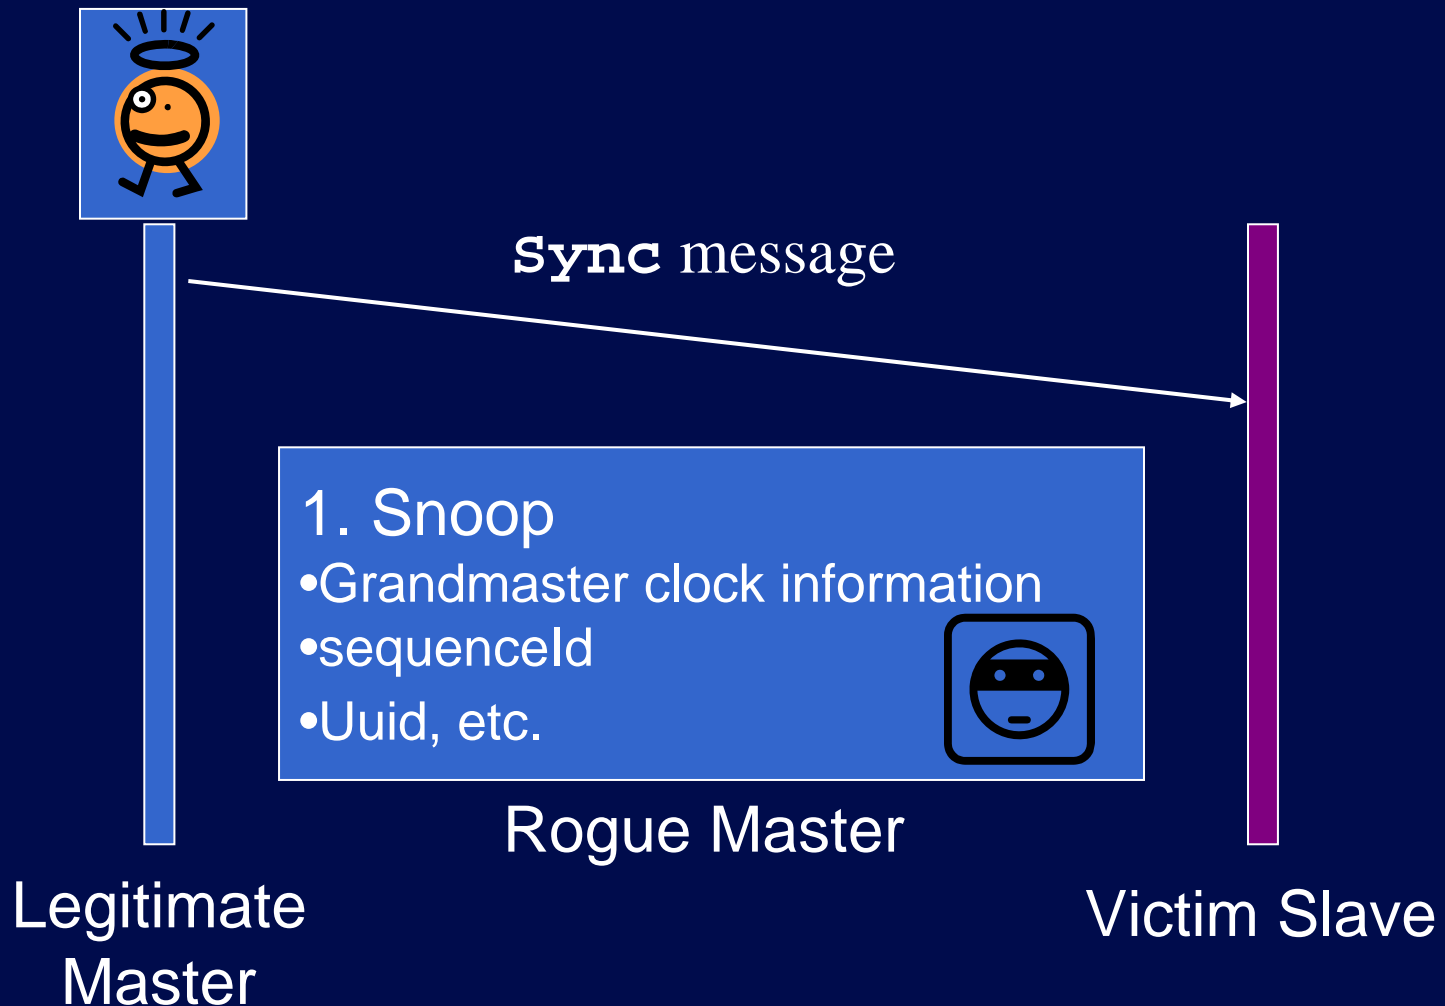 Sync message
1. Snoop
•Grandmaster clock information
•sequenceId
•Uuid, etc.
Rogue Master
Legitimate
Master
Victim Slave